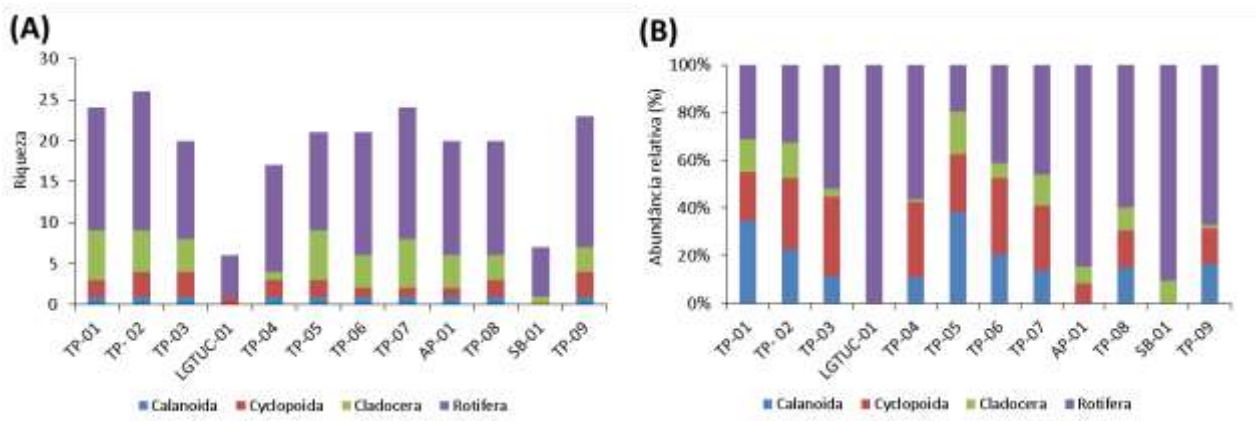 (A)
30
25
20
15
10
5
0
Riqueza
TP-01 TP- 02 TP-03 LGTUC-01 TP-04 TP-05 TP-06 TP-07 AP-01 TP-08 SB-01 TP-09
Calanoida Cyclopoida Cladocera Rotifera
(B)
100%
80%
60%
40%
20%
0%
Abundância relativa (%)
TP-01 TP- 02 TP-03 LGTUC-01 TP-04 TP-05 TP-06 TP-07 AP-01 TP-08 SB-01 TP-09
Calanoida Cyclopoida Cladocera Rotifera